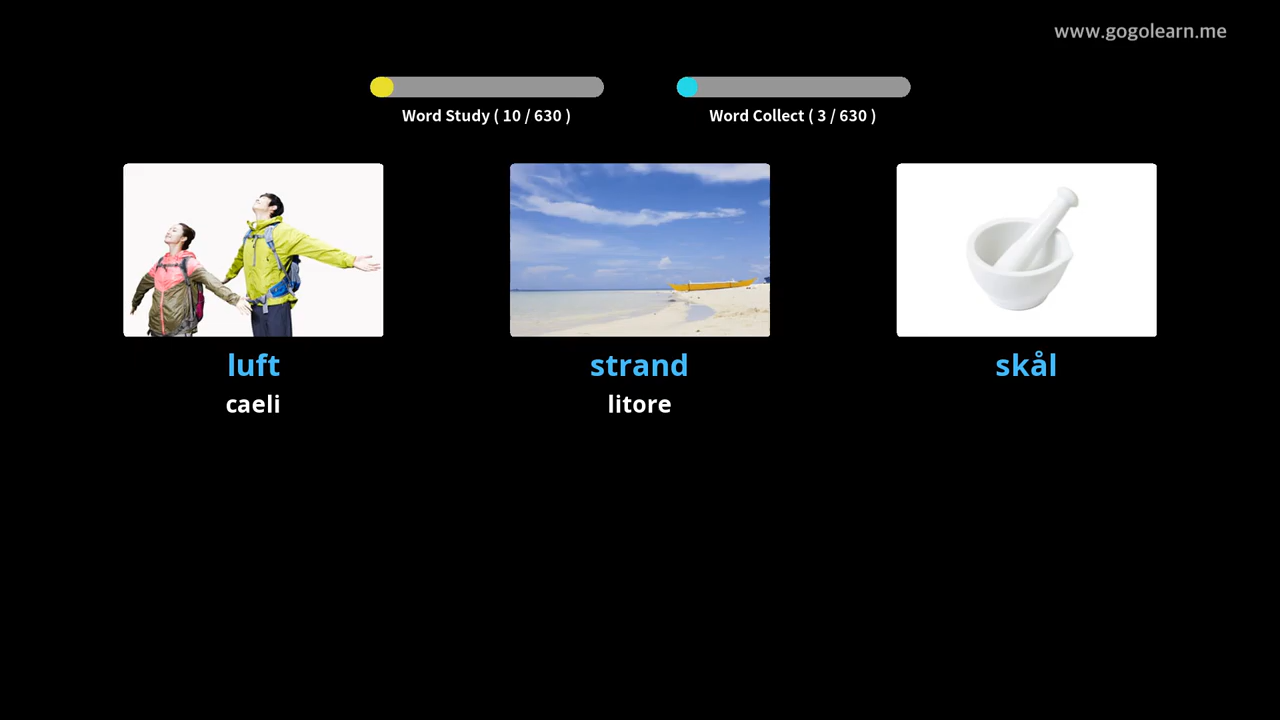 www.gogolearn.me
Word Study ( 10 / 630 )
Word Collect ( 3 / 630 )
luft
strand
skål
caeli
litore